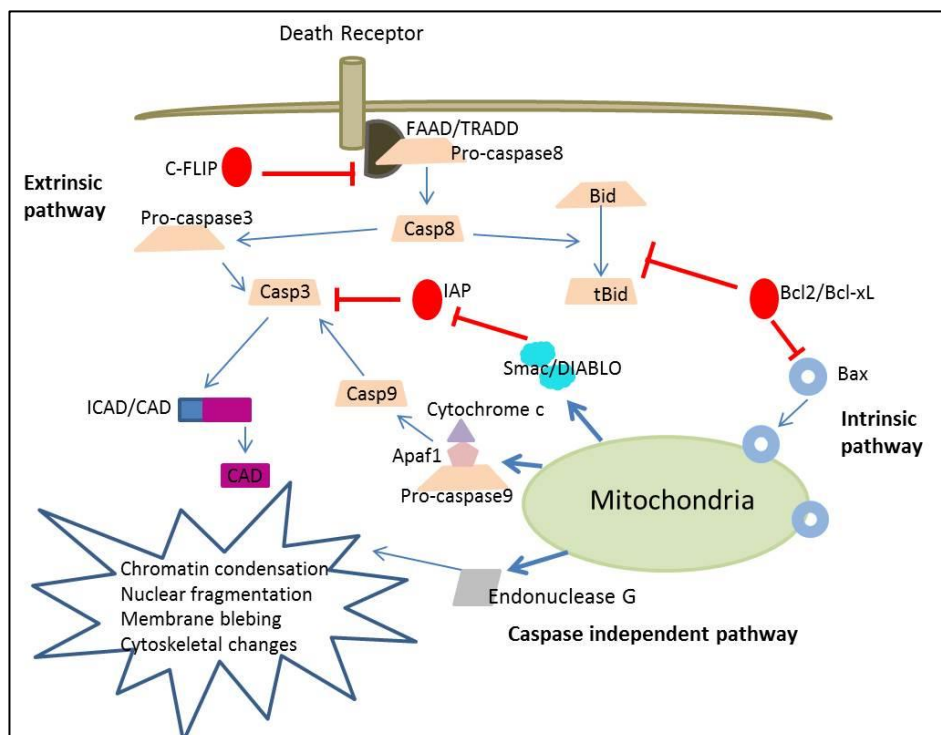 Death Receptor
FAAD/TRADD
Pro-caspase8
C-FLIP
Extrinsic
pathway
Pro-caspase3
Casp8
Bid
Casp3
IAP
tBid
Bcl2/Bcl-xL
Smac/DIABLO
Bax
Casp9
ICAD/CAD
Cytochrome c
Intrinsic
pathway
Apaf1
CAD
Pro-caspase9
Mitochondria
Chromatin condensation
Nuclear fragmentation
Membrane blebing
Cytoskeletal changes
Endonuclease G
Caspase independent pathway